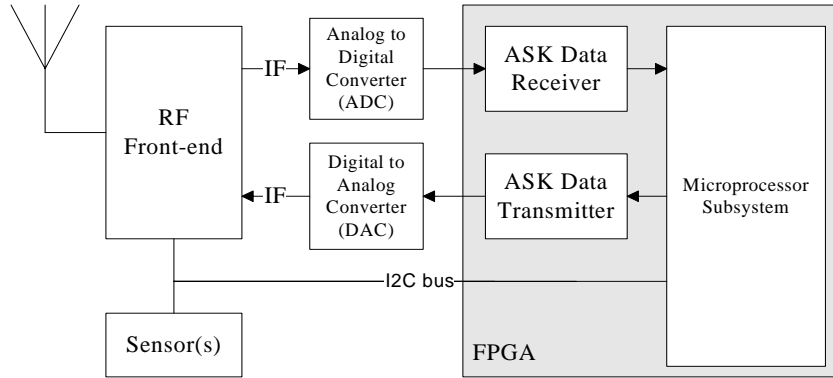 RF
Front-end
IF
Analog to
Digital
Converter
(ADC)
ASK Data
Receiver
IF
Digital to
Analog
Converter
(DAC)
ASK Data
Transmitter
Microprocessor
Subsystem
I2C bus
Sensor(s)
FPGA